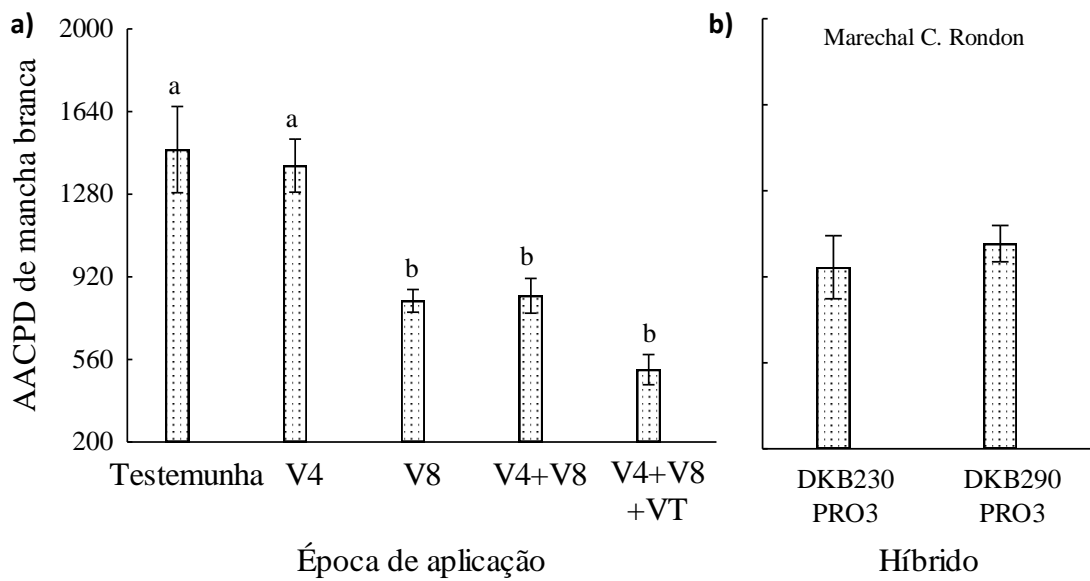 a)
AACPD de mancha branca
2000
1640
1280
920
560
200
a
a
b
b
b
Testemunha
V4
V8
V4+V8
V4+V8
+VT
Época de aplicação
b)
Marechal C. Rondon
DKB230
PRO3
DKB290
PRO3
Híbrido